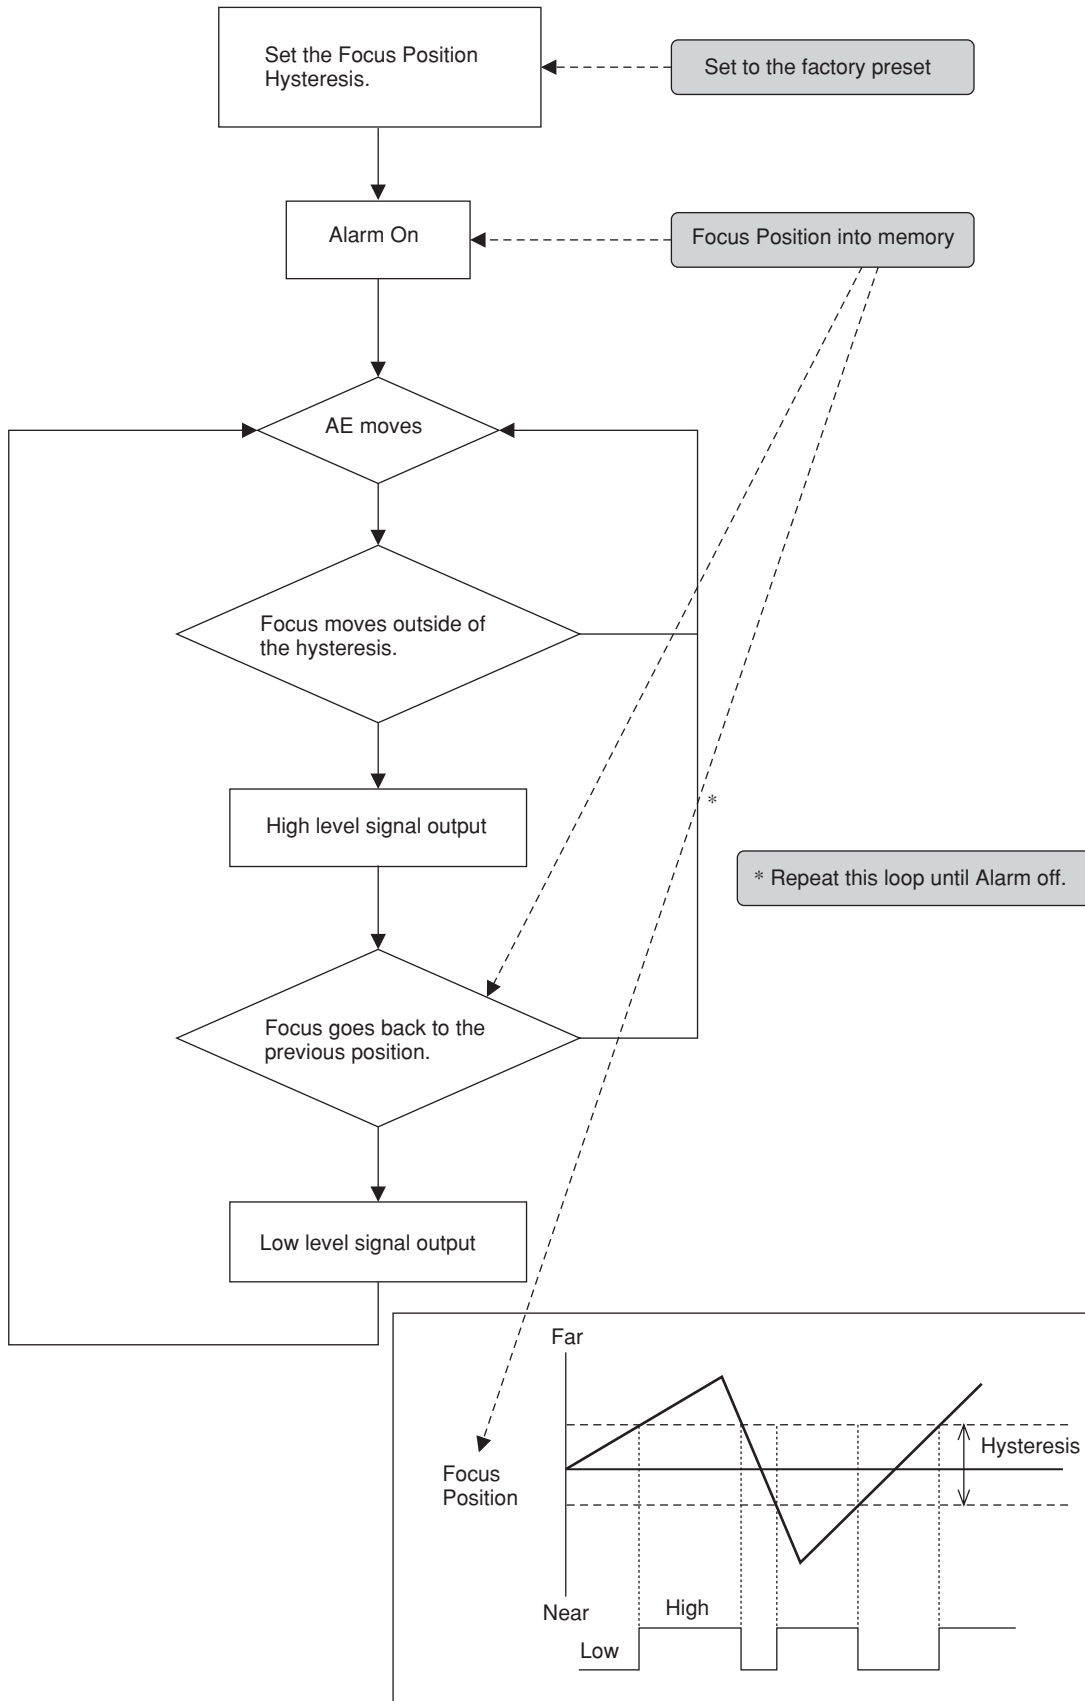 Set the Focus Position
Hysteresis.
Set to the factory preset
Alarm On
Focus Position into memory
AE moves
Focus moves outside of
the hysteresis.
High level signal output
*
* Repeat this loop until Alarm off.
Focus goes back to the
previous position.
Low level signal output
Far
Hysteresis
Focus
Position
Near
High
Low